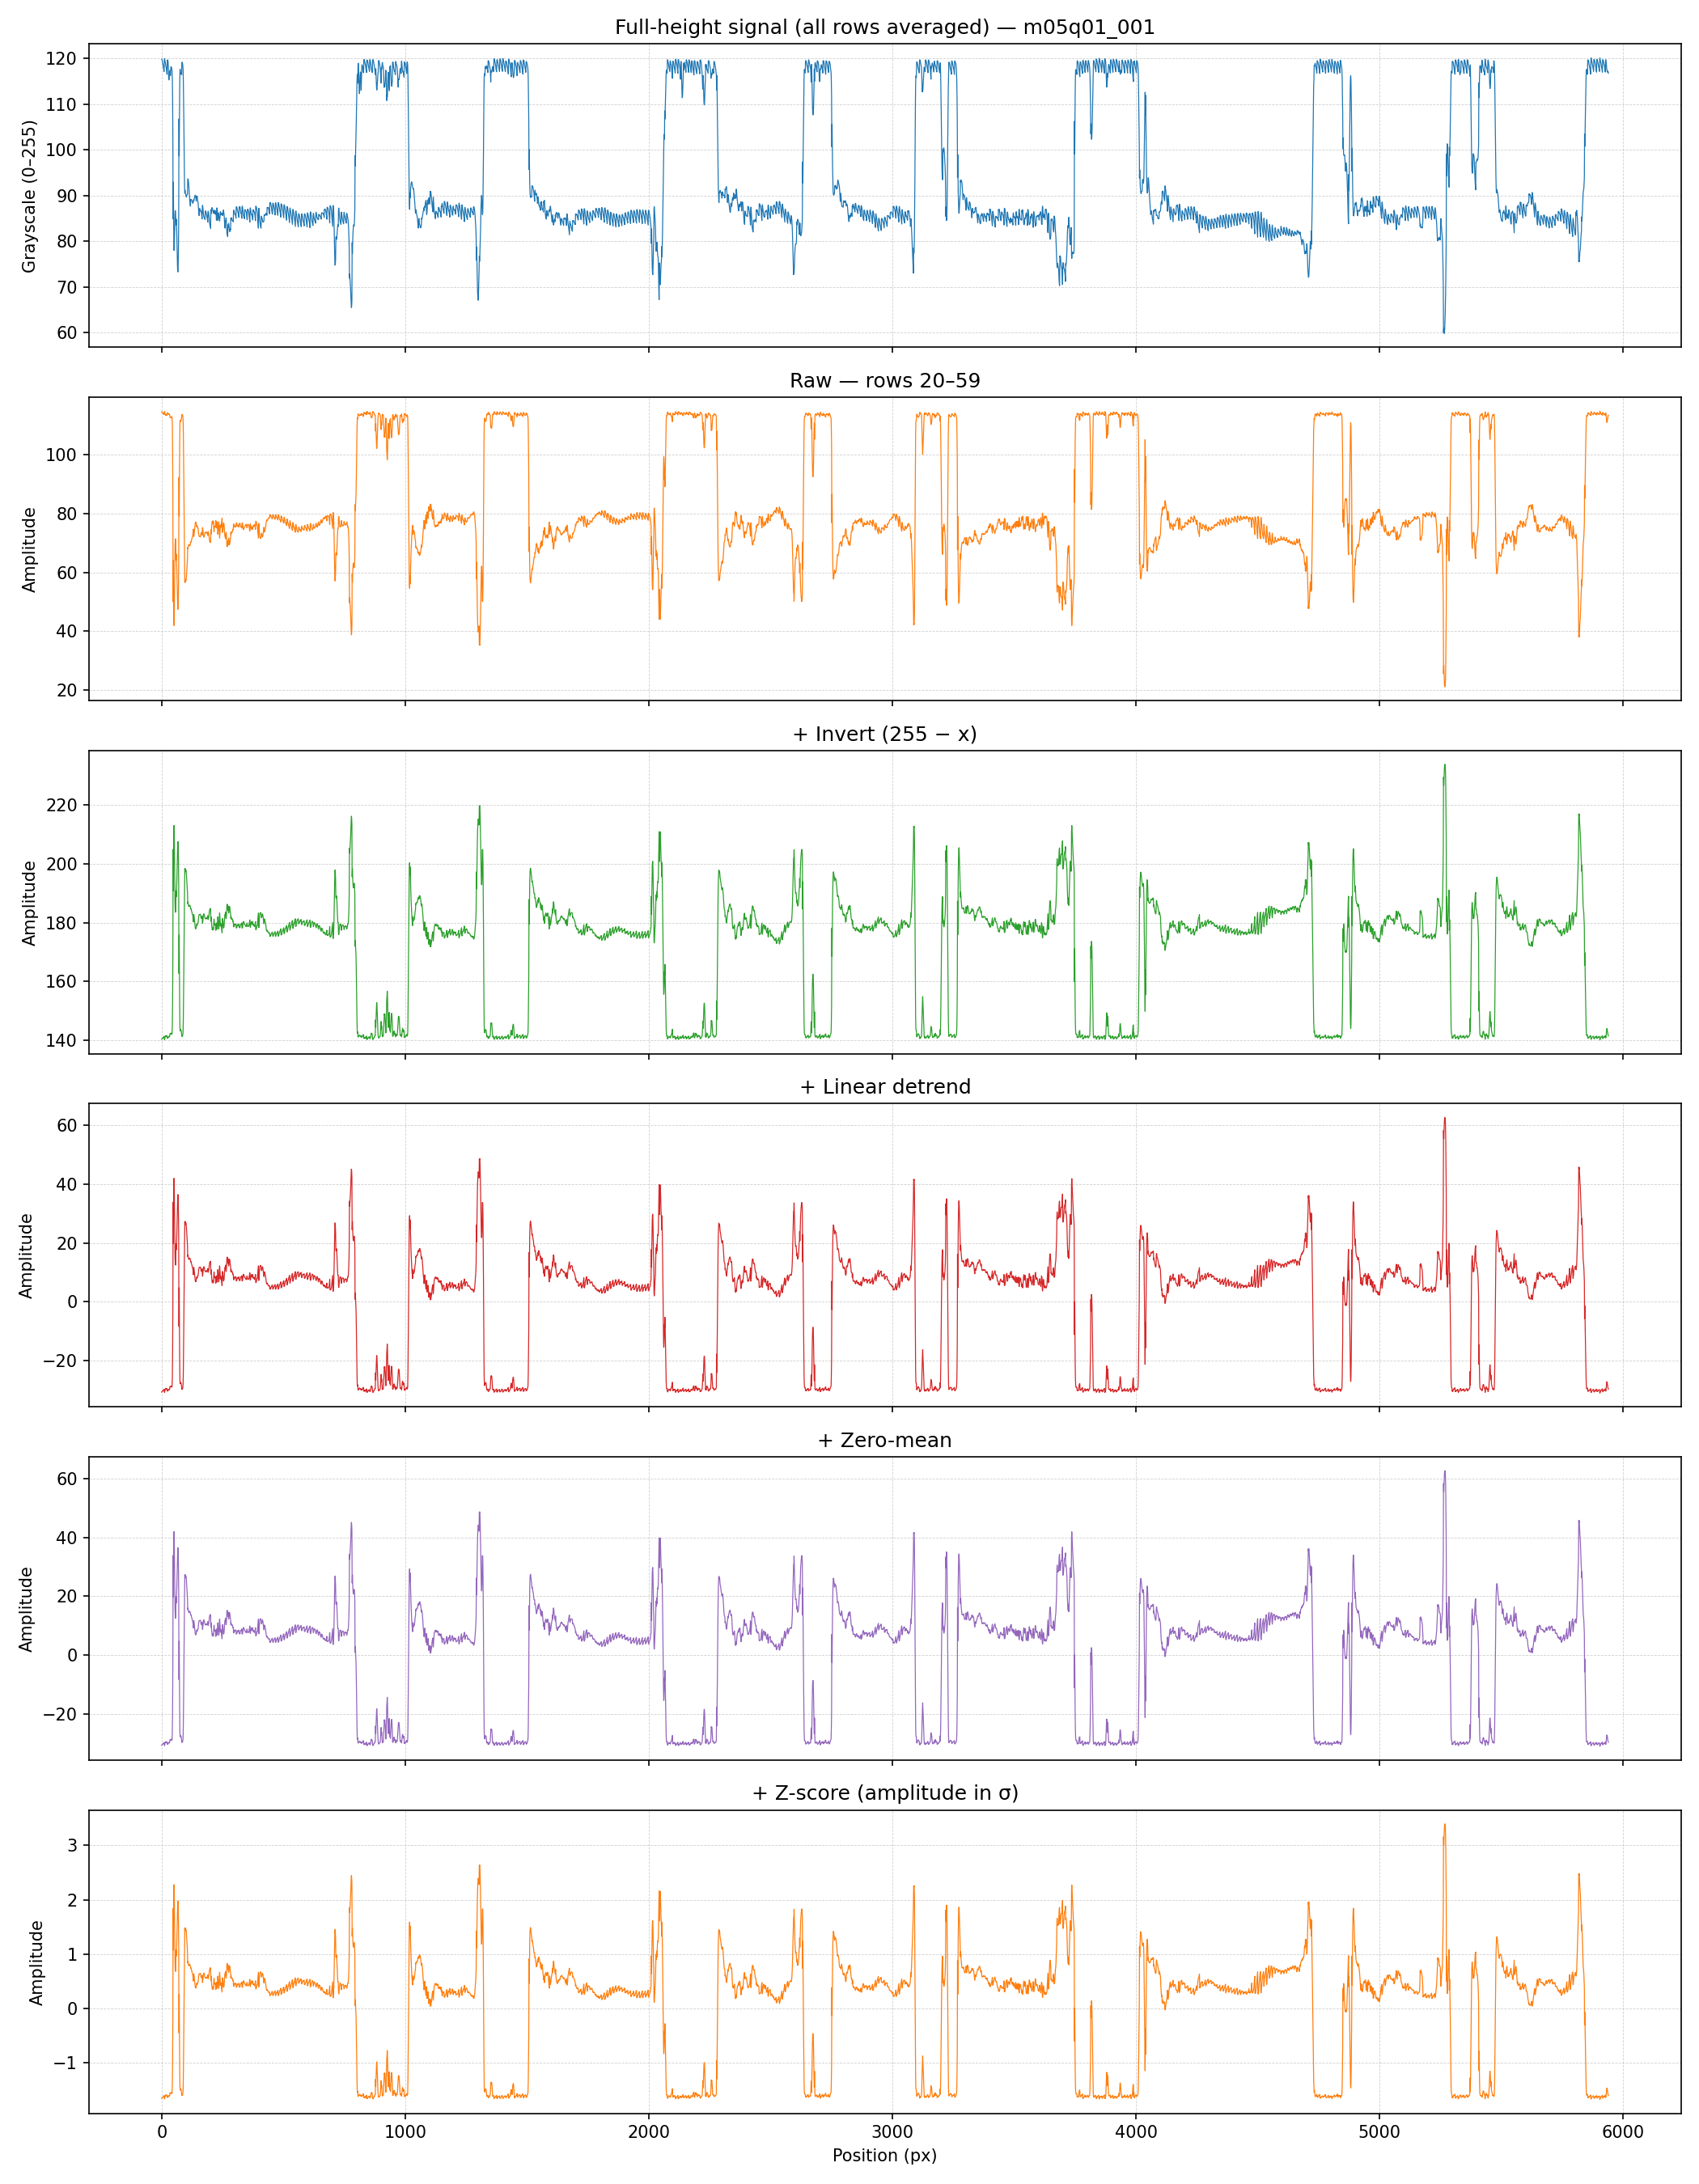 Full-height signal (all rows averaged) — m05q01_001
Grayscale (0–255)
120
110
100
90
80
70
60
Raw — rows 20–59
Amplitude
100
80
60
40
20
+ Invert (255 − x)
Amplitude
220
200
180
160
140
+ Linear detrend
Amplitude
60
40
20
0
−20
+ Zero-mean
Amplitude
60
40
20
0
−20
+ Z-score (amplitude in σ)
Amplitude
3
2
1
0
−1
0 1000 2000 3000 4000 5000 6000
Position (px)